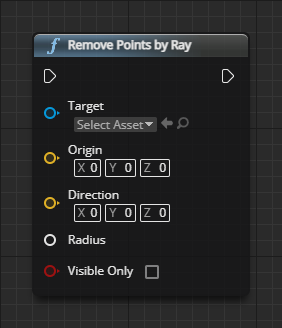 Remove Points by Ray
Target
Select Asset
Origin
X 0 Y 0 Z 0
Direction
X 0 Y 0 Z 0
Radius
Visible Only